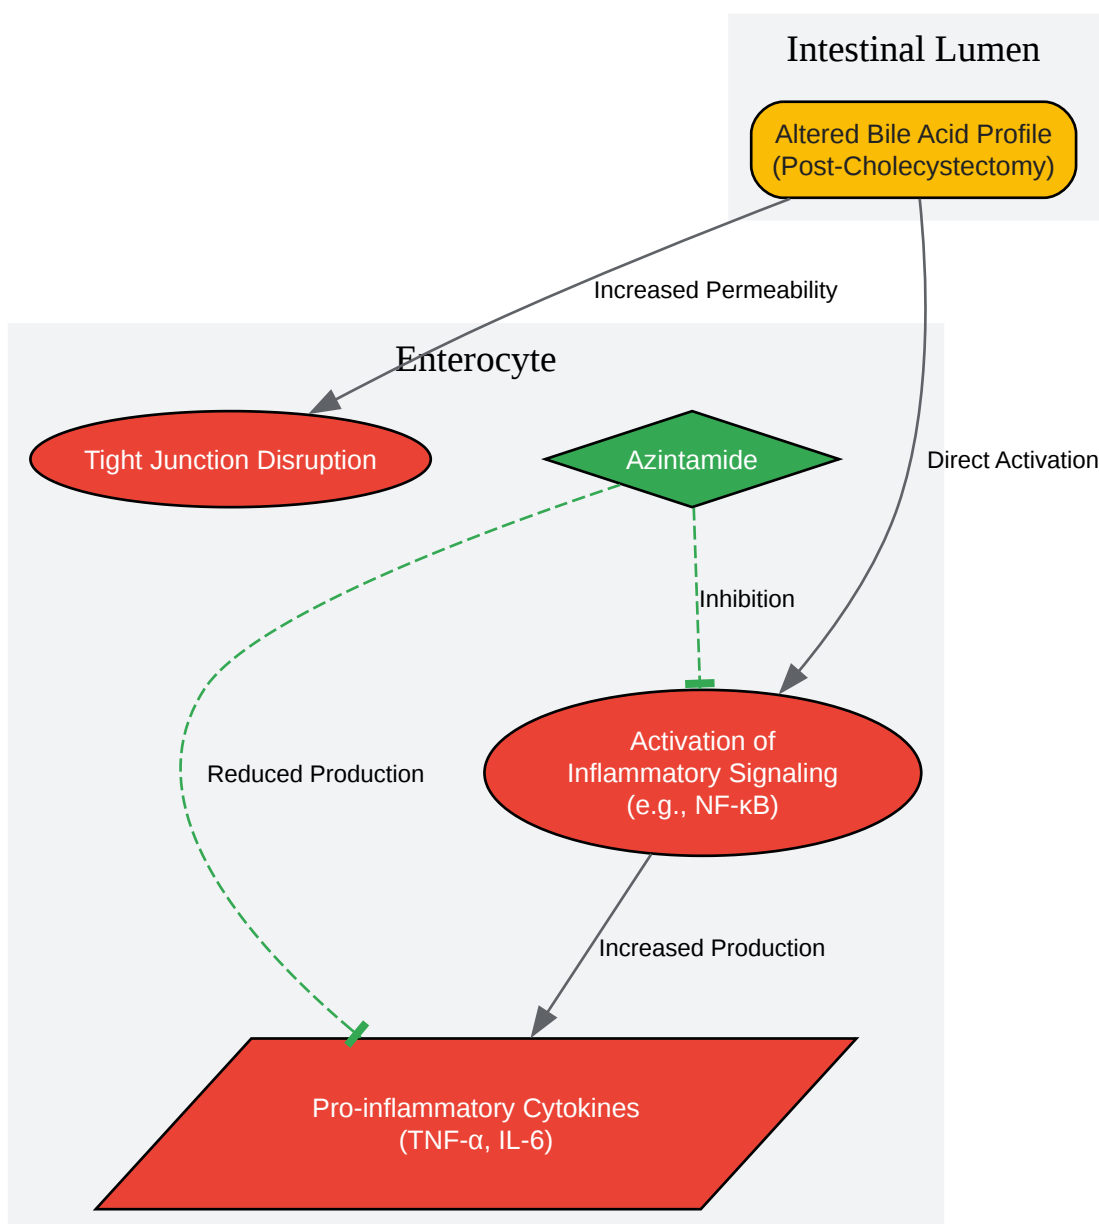 Intestinal Lumen
Altered Bile Acid Profile
(Post-Cholecystectomy)
Increased Permeability
Enterocyte
Tight Junction Disruption
Azintamide
Direct Activation
Inhibition
Activation of
Inflammatory Signaling
(e.g., NF-κB)
Reduced Production
Increased Production
Pro-inflammatory Cytokines
(TNF-α, IL-6)